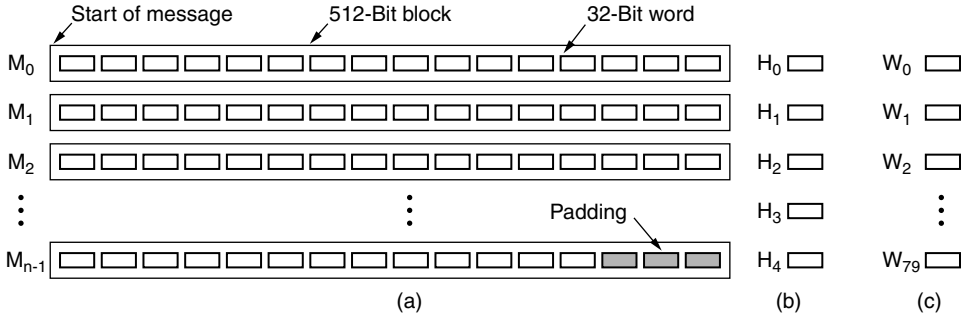 Start of message 512-Bit block 32-Bit word
M0 H0 W0
M1 H1 W1
M2 H2 W2
H3
Padding
Mn-1 H4 W79
(a) (b) (c)